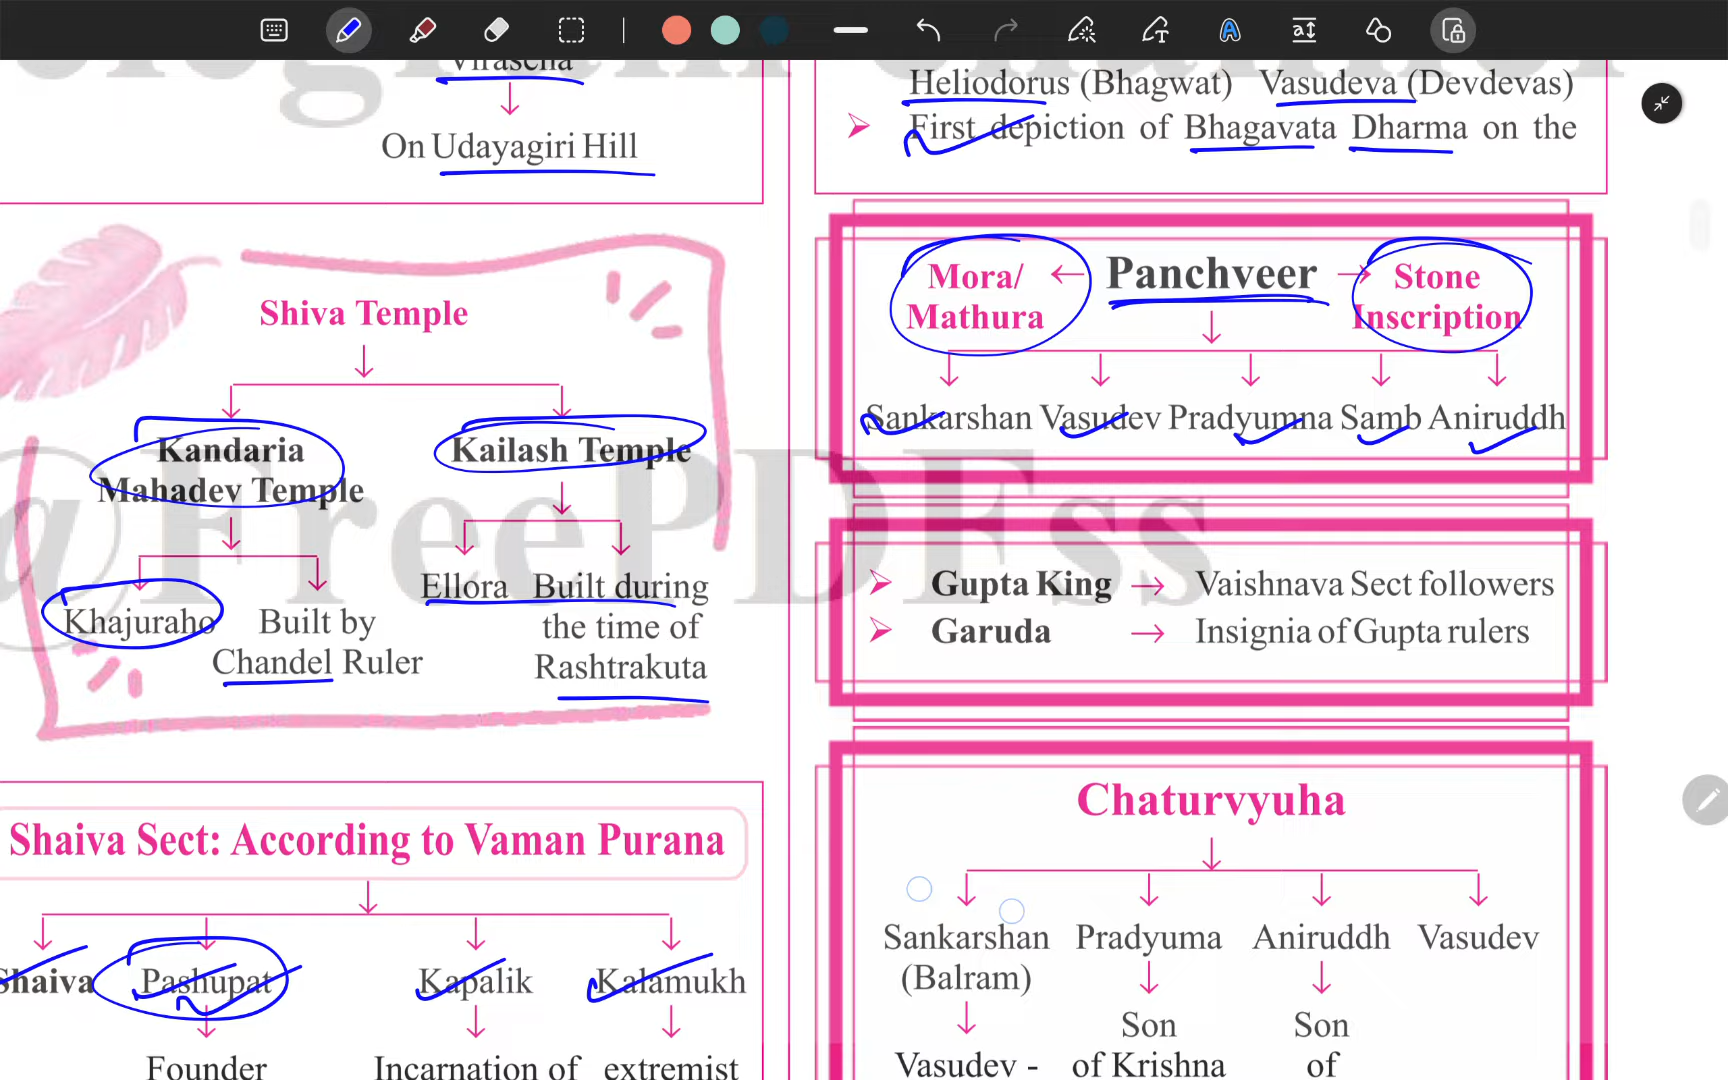 Virasena
On Udayagiri Hill
Shiva Temple
Kandaria
Mahadev Temple
Kailash Temple
Khajuraho
Built by
Chandel Ruler
Ellora
Built during
the time of
Rashtrakuta
Shaiva Sect: According to Vaman Purana
Shaiva
Pashupat
Kapalik
Kalamukh
Founder
Incarnation of
extremist
Heliodorus (Bhagwat) Vasudeva (Devdevas)
First depiction of Bhagavata Dharma on the
Mora/
Mathura
Panchveer
Stone
Inscription
Sankarshan Vasudev Pradyumna Samb Aniruddh
Gupta King → Vaishnava Sect followers
Garuda → Insignia of Gupta rulers
Chaturvyuha
Sankarshan
(Balram)
Vasudev -
Pradyuma
Son
of Krishna
Aniruddh
Son
of
Vasudev
@FreePDFss